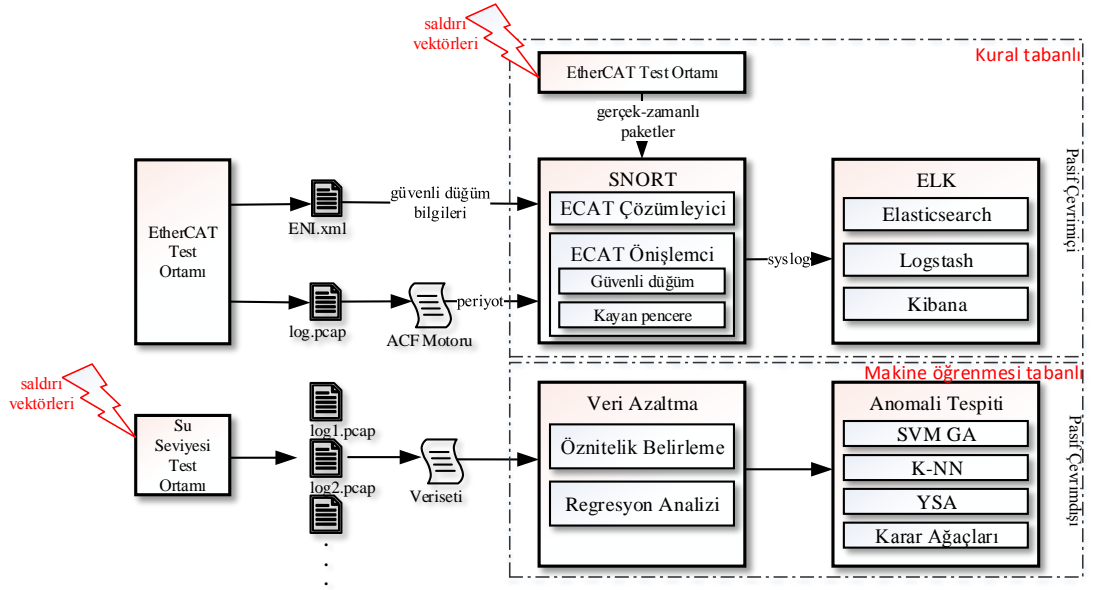 saldırı
vektörleri
Kural tabanlı
EtherCAT Test Ortamı
gerçek-zamanlı
paketler
Pasif Çevrimiçi
EtherCAT
Test
Ortamı
ENI.xml
güvenli düğüm
bilgileri
log.pcap
ACF Motoru
periyot
SNORT
ECAT Çözümleyici
ECAT Önişlemci
Güvenli düğüm
Kayan pencere
syslog
ELK
Elasticsearch
Logstash
Kibana
saldırı
vektörleri
Su
Seviyesi
Test
Ortamı
log1.pcap
log2.pcap
.
.
.
Veriseti
Makine öğrenmesi tabanlı
Veri Azaltma
Öznitelik Belirleme
Regresyon Analizi
Anomali Tespiti
SVM GA
K-NN
YSA
Karar Ağaçları
Pasif Çevrimdışı